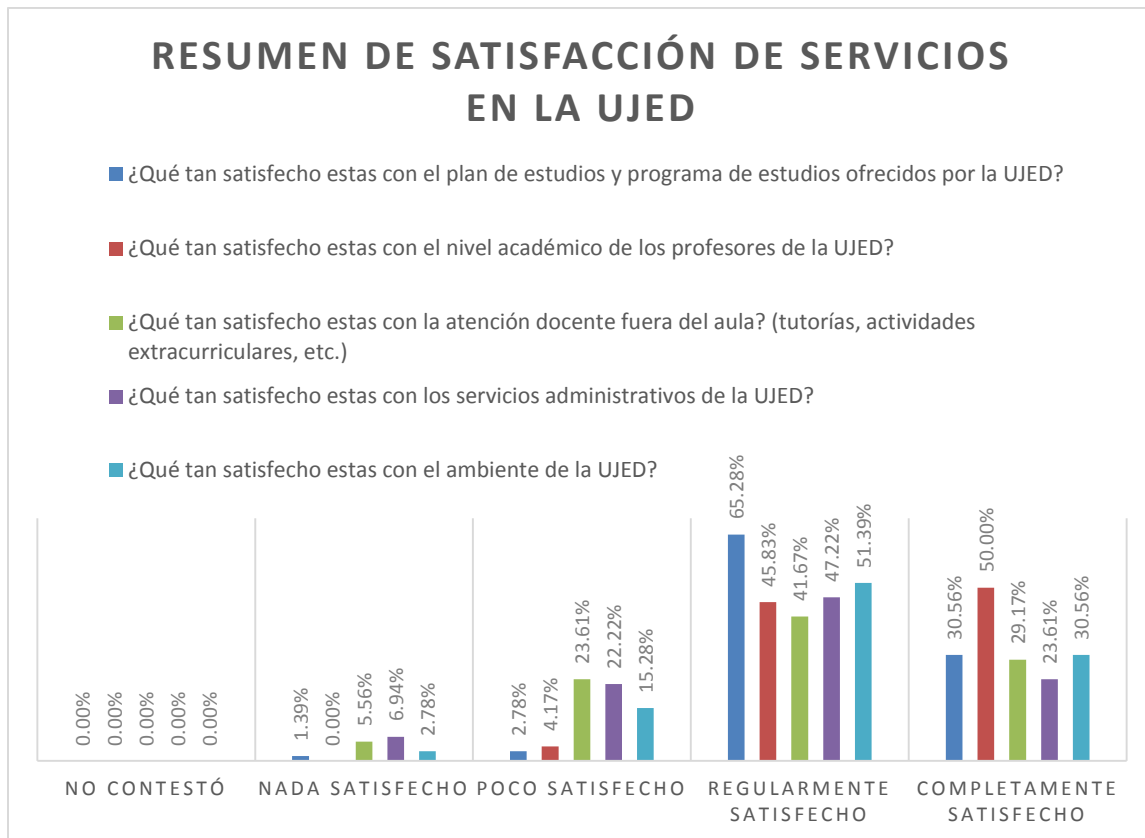 RESUMEN DE SATISFACCIÓN DE SERVICIOS
EN LA UJED
¿Qué tan satisfecho estas con el plan de estudios y programa de estudios ofrecidos por la UJED?
¿Qué tan satisfecho estas con el nivel académico de los profesores de la UJED?
¿Qué tan satisfecho estas con la atención docente fuera del aula? (tutorías, actividades
extracurriculares, etc.)
¿Qué tan satisfecho estas con los servicios administrativos de la UJED?
¿Qué tan satisfecho estas con el ambiente de la UJED?
0.00%
0.00%
0.00%
0.00%
0.00%
1.39%
0.00%
5.56%
6.94%
2.78%
2.78%
4.17%
23.61%
22.22%
15.28%
65.28%
45.83%
41.67%
47.22%
51.39%
30.56%
50.00%
29.17%
23.61%
30.56%
NO CONTESTÓ
NADA SATISFECHO
POCO SATISFECHO
REGULARMENTE
SATISFECHO
COMPLETAMENTE
SATISFECHO